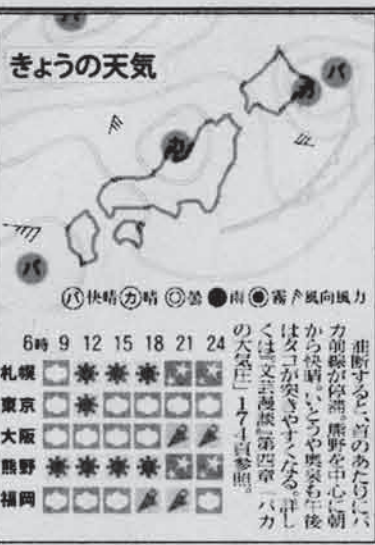 きょうの天気
パ
カ
カ
パ
パ快晴カ晴◎曇●雨◉霧 風向風力
6時 9 12 15 18 21 24
札幌
東京
大阪
熊野
福岡
油断すると、首のあたりにバ
カ前線が停滞。熊野を中心に朝
から快晴。いとうや奥泉も午後
はタコが突きやすくなる。詳し
くは『文芸漫談』第四章「バカ
の天気圧」174頁参照。